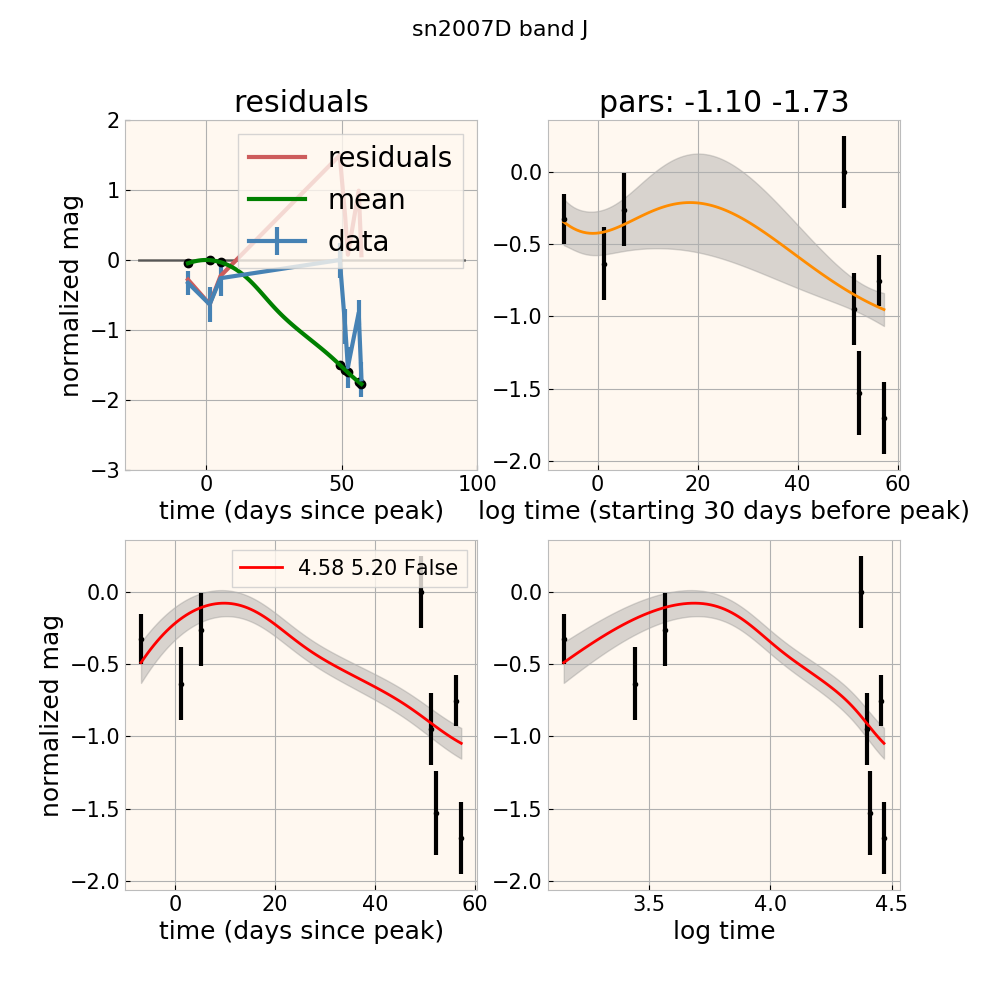 sn2007D band J
residuals
pars: -1.10 -1.73
normalized mag
2
1
0
−1
−2
−3
residuals
mean
data
0
50
100
time (days since peak)
0.0
−0.5
−1.0
−1.5
−2.0
0
20
40
60
log time (starting 30 days before peak)
normalized mag
0.0
−0.5
−1.0
−1.5
−2.0
4.58 5.20 False
0
20
40
60
time (days since peak)
0.0
−0.5
−1.0
−1.5
−2.0
3.5
4.0
4.5
log time